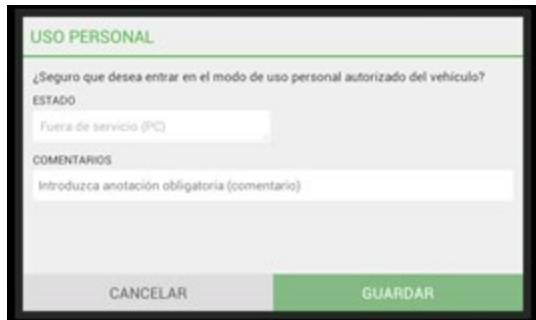 USO PERSONAL
¿Seguro que desea entrar en el modo de uso personal autorizado del vehículo?
ESTADO
Fuera de servicio (PC)
COMENTARIOS
Introduzca anotación obligatoria (comentario)
CANCELAR
GUARDAR